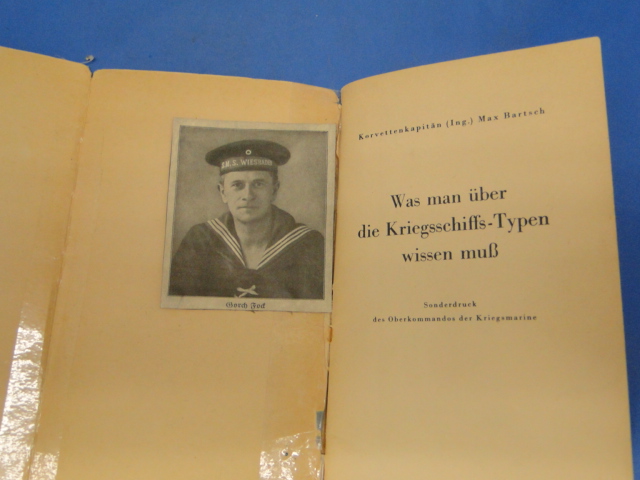 S.M.S. WIESBADEN
Gorch Fock
Korvettenkapitän (Ing.) Max Bartsch
Was man über
die Kriegsschiffs-Typen
wissen muß
Sonderdruck
des Oberkommandos der Kriegsmarine